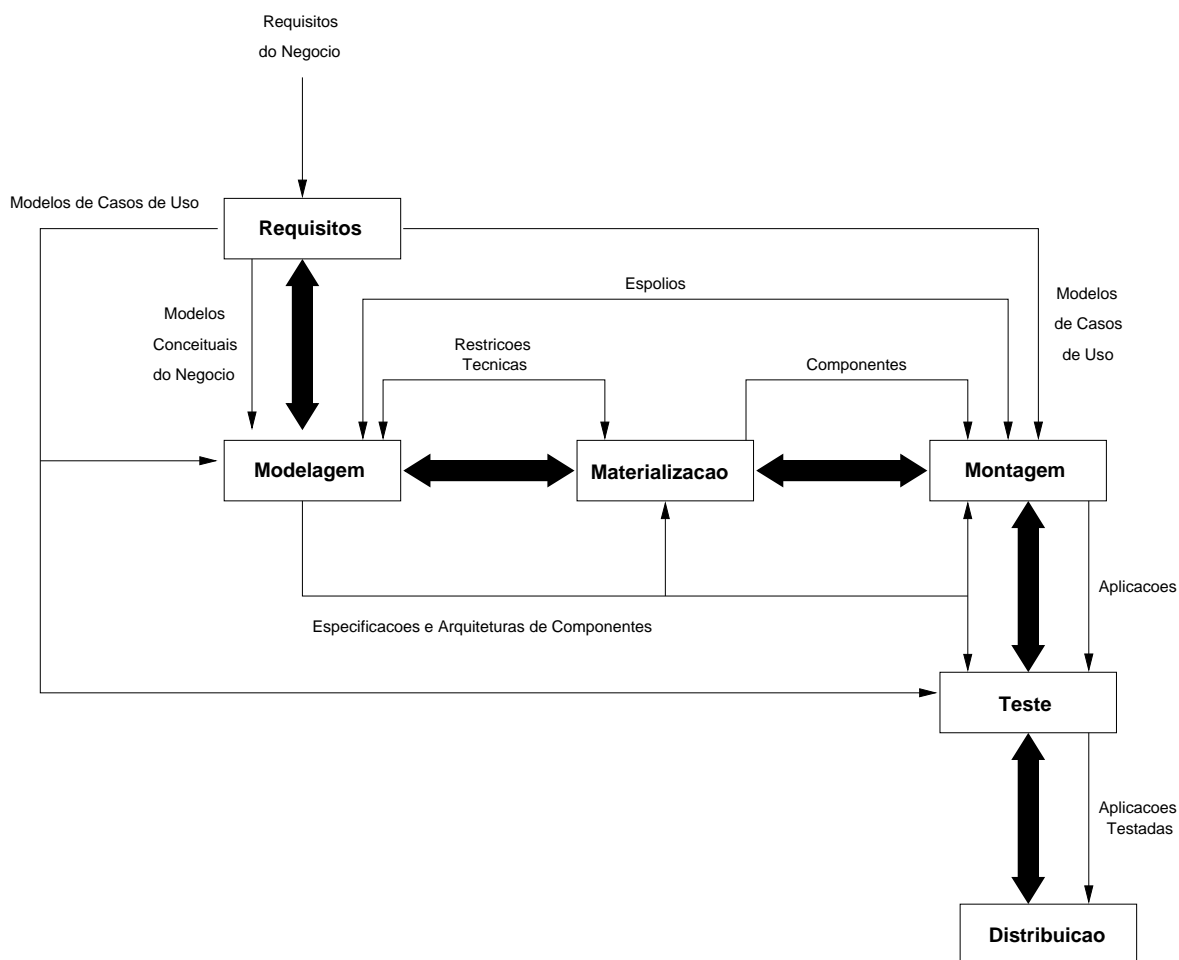 Requisitos
do Negocio
Modelos de Casos de Uso
Requisitos
Espolios
Modelos
Conceituais
do Negocio
Restricoes
Tecnicas
Componentes
Modelos
de Casos
de Uso
Modelagem
Materializacao
Montagem
Especificacoes e Arquiteturas de Componentes
Aplicacoes
Teste
Aplicacoes
Testadas
Distribuicao